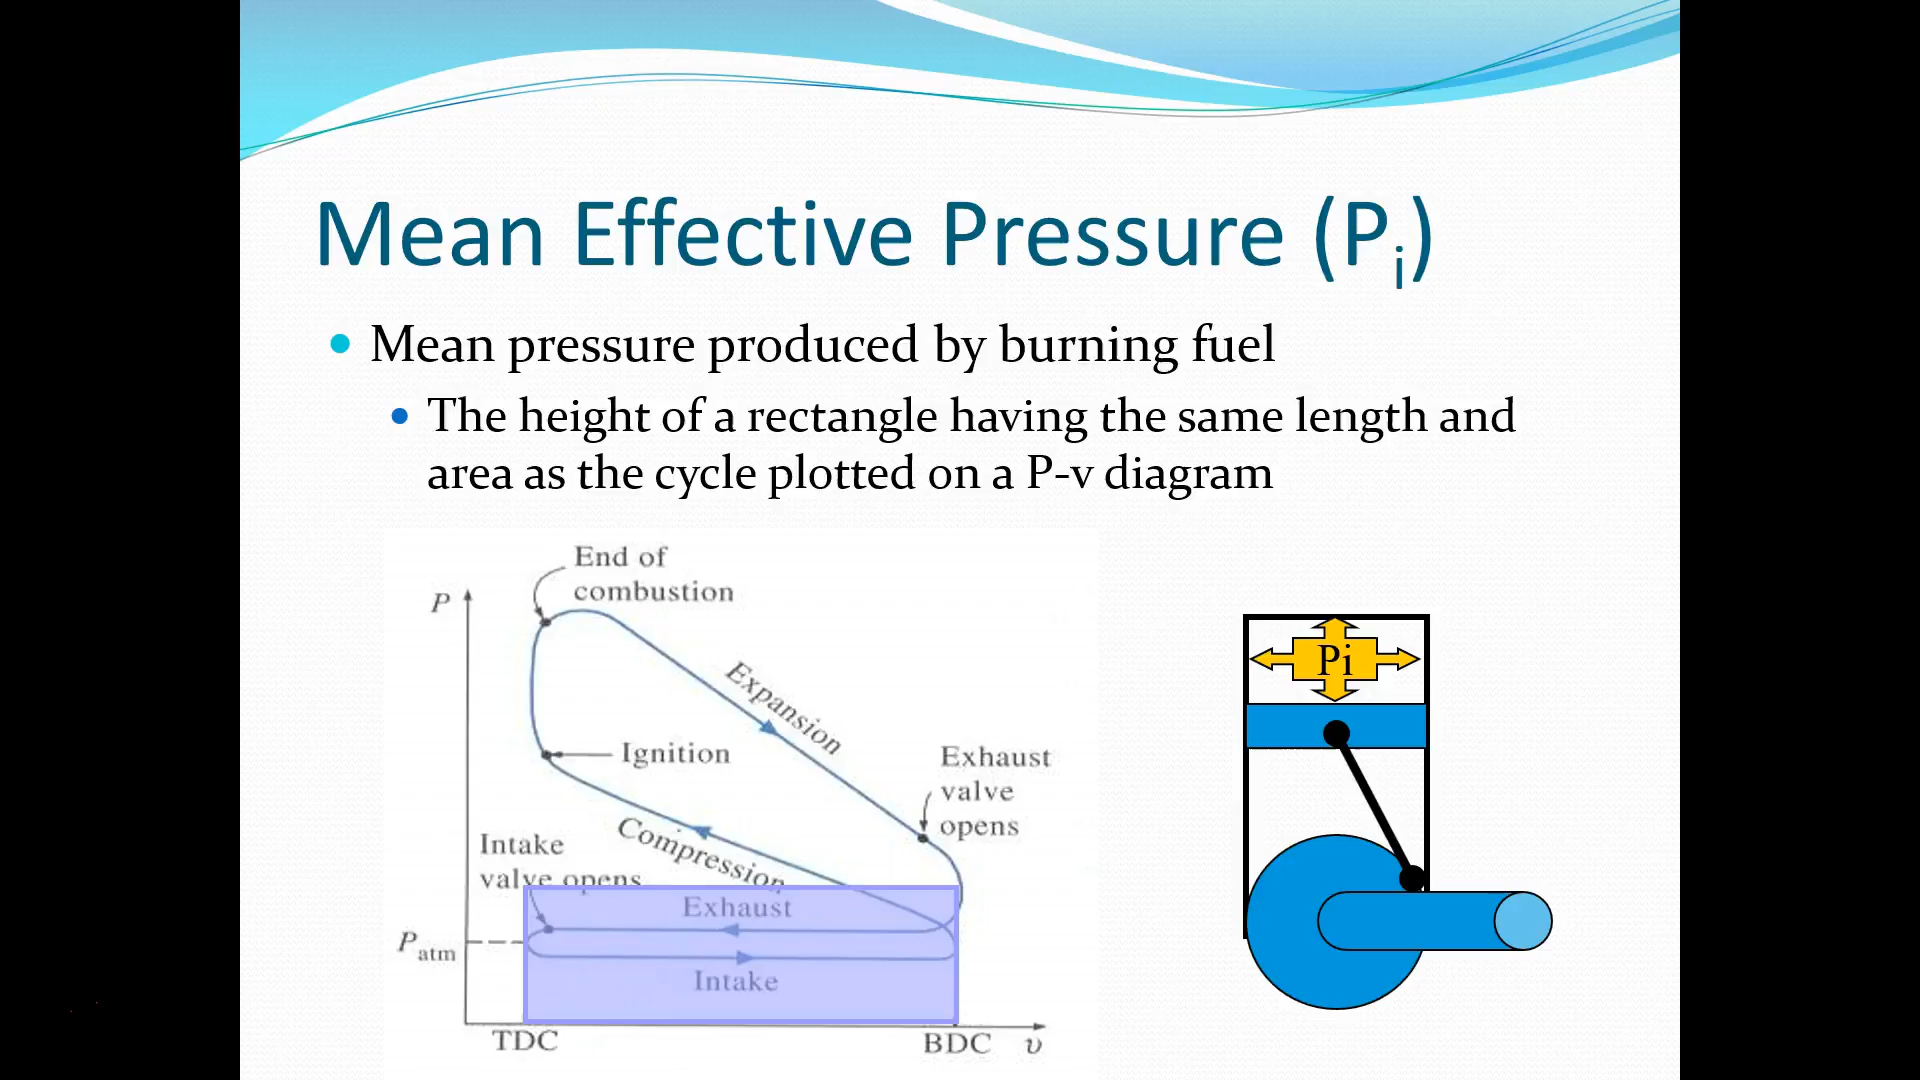 Mean Effective Pressure (Pi)
Mean pressure produced by burning fuel
The height of a rectangle having the same length and
area as the cycle plotted on a P-v diagram
End of
combustion
P
Expansion
Ignition
Exhaust
valve
opens
Compression
Intake
valve opens
Exhaust
Patm
Intake
TDC
BDC
υ
Pi